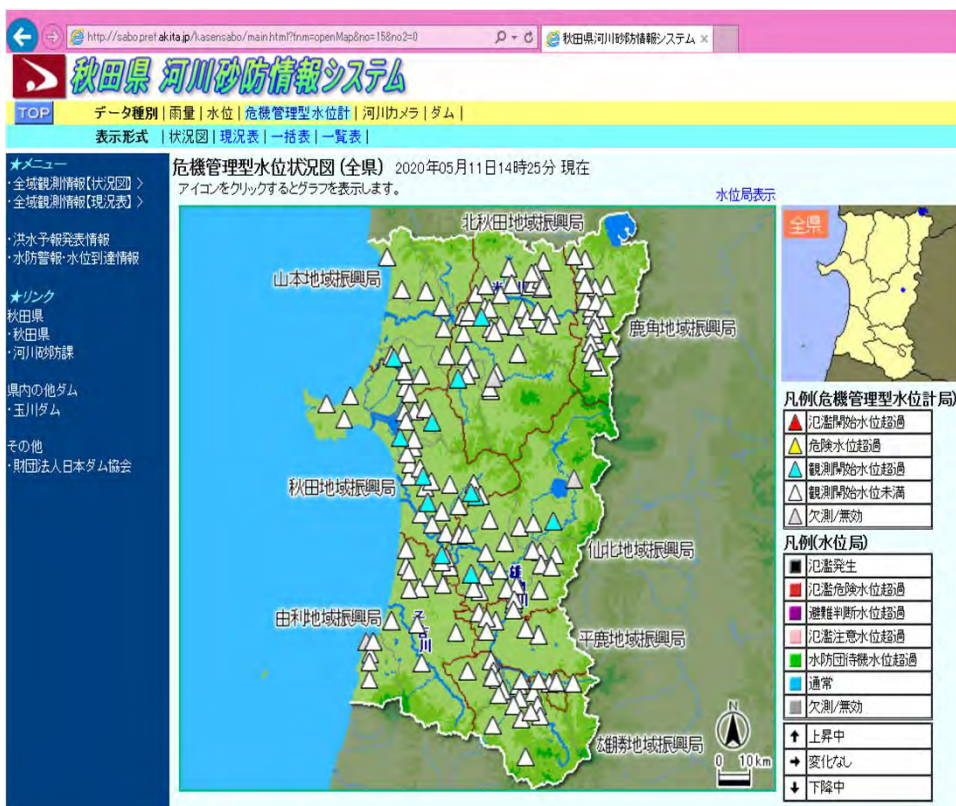 http://sabo.pref.akita.jp/kasensabo/main.html?fnm=openMap&no=15&no2=0
秋田県河川砂防情報システム ×
秋田県 河川砂防情報システム
TOP
データ種別 | 雨量 | 水位 | 危機管理型水位計 | 河川カメラ | ダム |
表示形式 | 状況図 | 現況表 | 一括表 | 一覧表 |
★メニュー
・全域観測情報【状況図】 >
・全域観測情報【現況表】 >
・洪水予報発表情報
・水防警報・水位到達情報
★リンク
秋田県
・秋田県
・河川砂防課
県内の他ダム
・玉川ダム
その他
・財団法人日本ダム協会
危機管理型水位状況図(全県) 2020年05月11日14時25分 現在
アイコンをクリックするとグラフを表示します。
水位局表示
北秋田地域振興局
山本地域振興局
米
鹿角地域振興局
秋田地域振興局
仙北地域振興局
雄物川
由利地域振興局
子吉川
平鹿地域振興局
雄勝地域振興局
N
0 10km
全県
凡例(危機管理型水位計局)
氾濫開始水位超過
危険水位超過
観測開始水位超過
観測開始水位未満
欠測/無効
凡例(水位局)
氾濫発生
氾濫危険水位超過
避難判断水位超過
氾濫注意水位超過
水防団待機水位超過
通常
欠測/無効
上昇中
変化なし
下降中